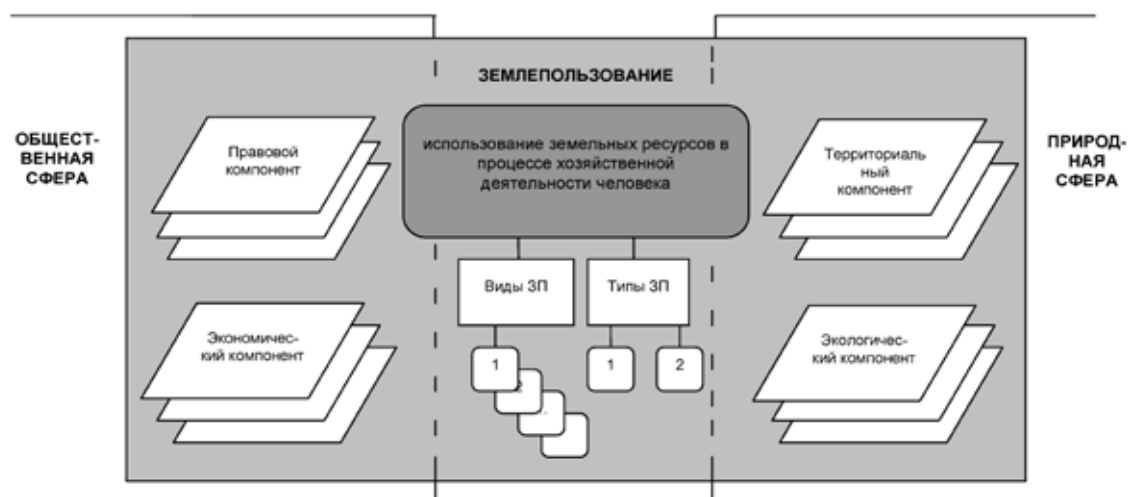 ЗЕМЛЕПОЛЬЗОВАНИЕ
ОБЩЕСТ-
ВЕННАЯ
СФЕРА
Правовой
компонент
использование земельных ресурсов в
процессе хозяйственной
деятельности человека
Территориаль
ный
компонент
ПРИРОД-
НАЯ
СФЕРА
Виды ЗП
Типы ЗП
Экономичес-
кий компонент
1
2
...
1
2
Экологичес-
кий компонент